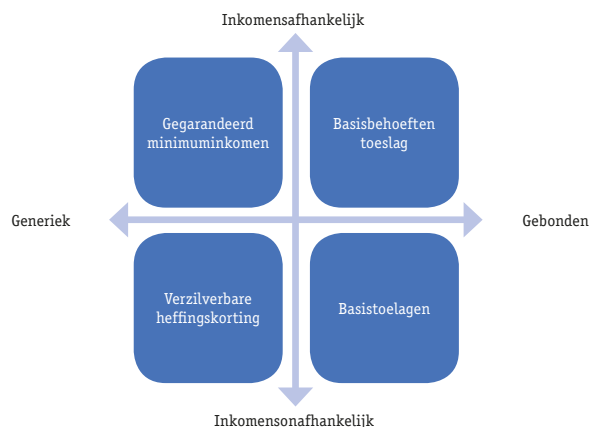 Inkomensafhankelijk
Gegarandeerd
minimuminkomen
Basisbehoeften
toeslag
Generiek
Gebonden
Verzilverbare
heffingskorting
Basistoelagen
Inkomensonafhankelijk